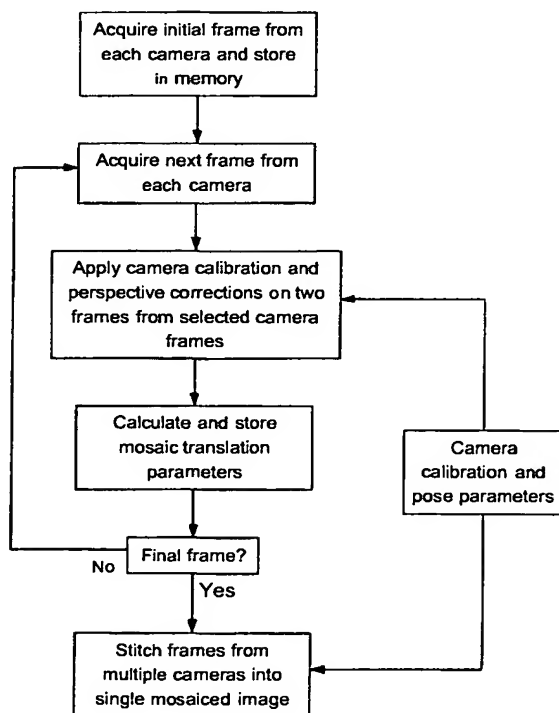 Acquire initial frame from
each camera and store
in memory
Acquire next frame from
each camera
Apply camera calibration and
perspective corrections on two
frames from selected camera
frames
Calculate and store
mosaic translation
parameters
Camera
calibration and
pose parameters
Final frame?
No
Yes
Stitch frames from
multiple cameras into
single mosaiced image